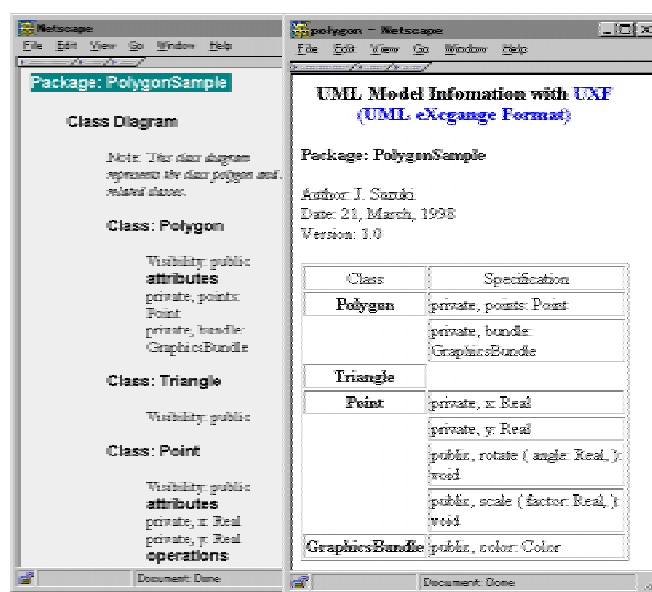 Netscape
File Edit View Go Window Help
Package: PolygonSample
Class Diagram
Note: This class diagram
represents the class polygon and
related classes.
Class: Polygon
Visibility: public
attributes
private, points:
Point
private, bundle:
GraphicsBundle
Class: Triangle
Visibility: public
Class: Point
Visibility: public
attributes
private, x: Real
private, y: Real
operations
Document: Done
polygon - Netscape
File Edit View Go Window Help
UML Model Infomation with UXF
(UML eXcgange Format)
Package: PolygonSample
Author: J. Suzuki
Date: 21, March, 1998
Version: 1.0
Class Specification
Polygon private, points: Point
private, bundle:
GraphicsBundle
Triangle
Point private, x: Real
private, y: Real
public, rotate ( angle: Real, ):
void
public, scale ( factor: Real, ):
void
GraphicsBundle public, color: Color
Document: Done